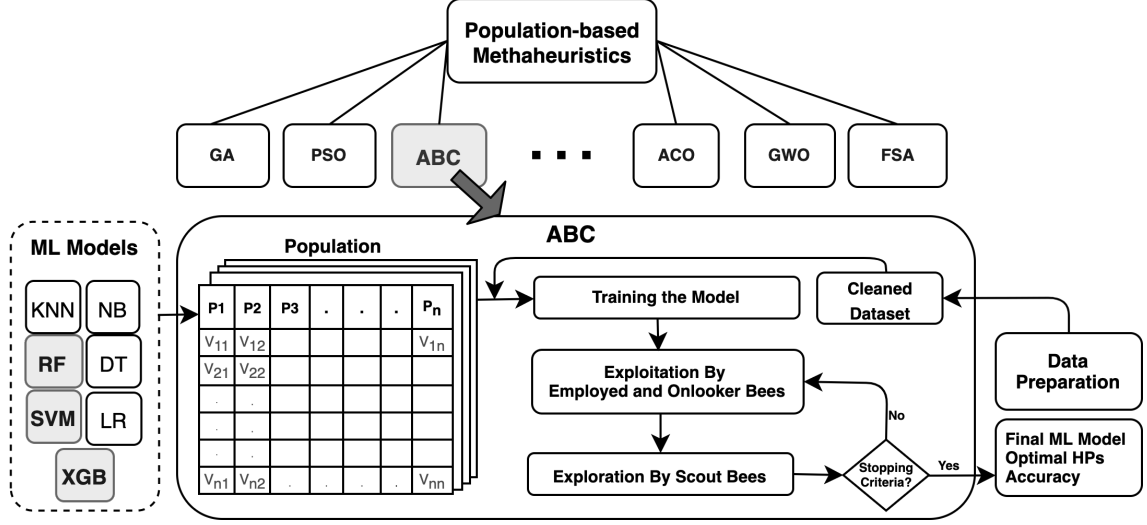 Population-based
Methaheuristics
GA
PSO
ABC
ACO
GWO
FSA
ML Models
KNN
NB
RF
DT
SVM
LR
XGB
ABC
Population
P1 P2 P3 . . . Pn
V11 V12 V1n
V21 V22
. .
. .
. .
Vn1 Vn2 . . . . Vnn
Training the Model
Cleaned
Dataset
Exploitation By
Employed and Onlooker Bees
Exploration By Scout Bees
No
Stopping
Criteria?
Yes
Data
Preparation
Final ML Model
Optimal HPs
Accuracy